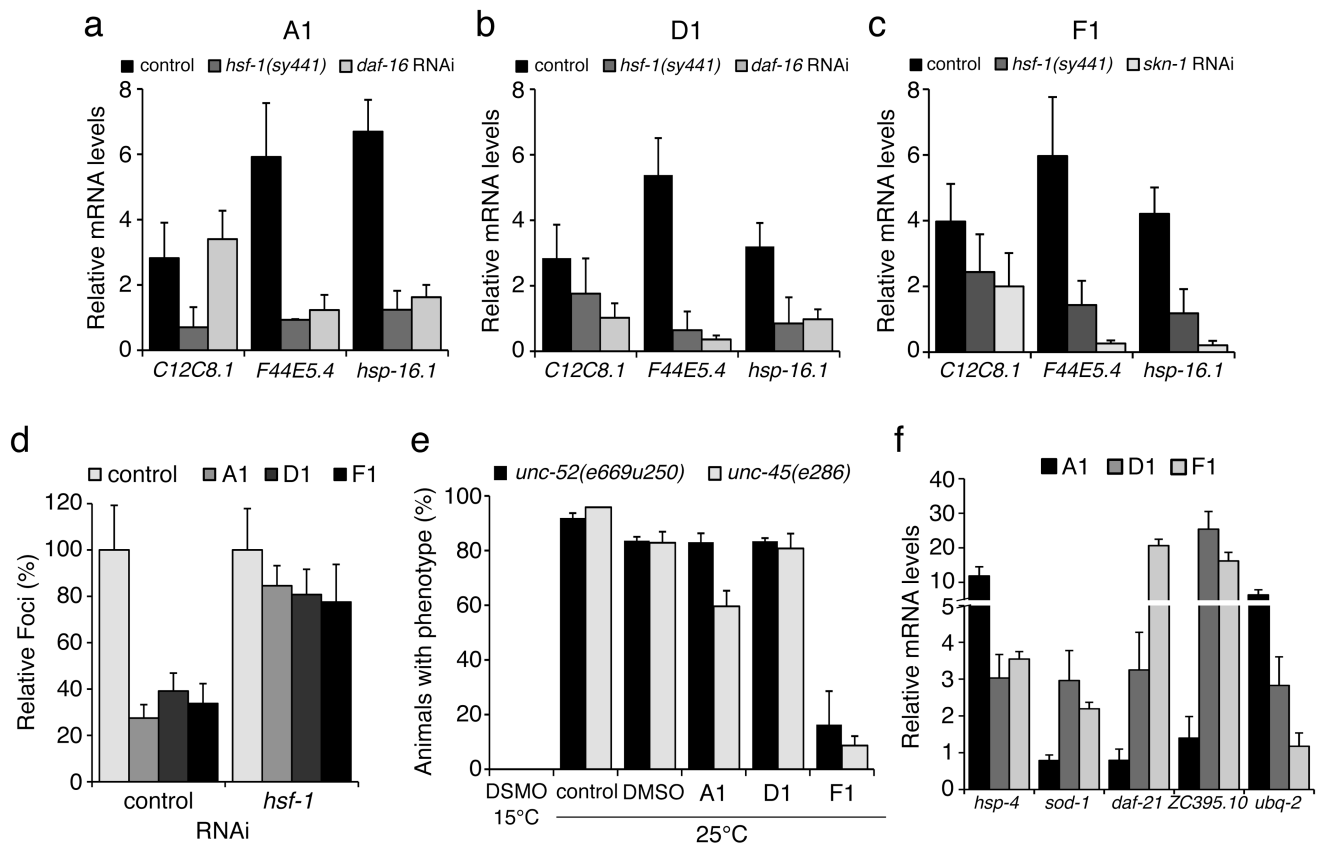 a
A1
control hsf-1(sy441) daf-16 RNAi
Relative mRNA levels
8
6
4
2
0
C12C8.1 F44E5.4 hsp-16.1
b
D1
control hsf-1(sy441) daf-16 RNAi
Relative mRNA levels
8
6
4
2
0
C12C8.1 F44E5.4 hsp-16.1
c
F1
control hsf-1(sy441) skn-1 RNAi
Relative mRNA levels
8
6
4
2
0
C12C8.1 F44E5.4 hsp-16.1
d
control A1 D1 F1
Relative Foci (%)
120
100
80
60
40
20
0
control hsf-1
RNAi
e
unc-52(e669u250) unc-45(e286)
Animals with phenotype (%)
100
80
60
40
20
0
DSMO control DMSO A1 D1 F1
15°C
25°C
f
A1 D1 F1
Relative mRNA levels
40
30
20
10
5
4
3
2
1
0
hsp-4 sod-1 daf-21 ZC395.10 ubq-2